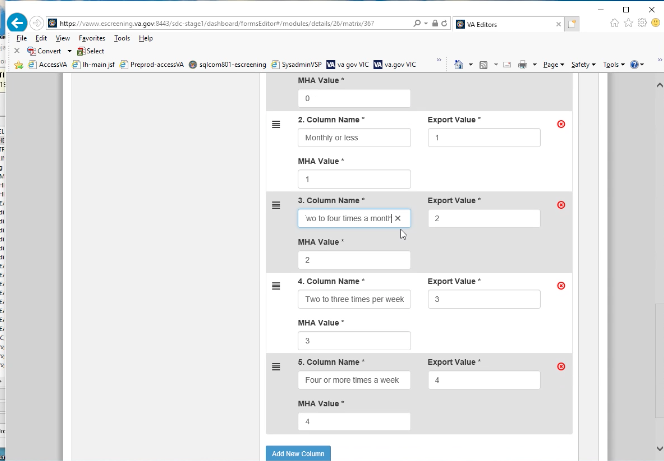 https://vaww.escreening.va.gov:8443/sdc-stage1/dashboard/formsEditor#/modules/details/26/matrix/36?
VA Editors
File Edit View Favorites Tools Help
Convert Select
AccessVA lh-main jsf Preprod-accessVA sqlcom801-escreening SysadminVSP va gov VIC va.gov VIC
Page Safety Tools
MHA Value *
0
2. Column Name * Export Value *
Monthly or less 1
MHA Value *
1
3. Column Name * Export Value *
wo to four times a month 2
MHA Value *
2
4. Column Name * Export Value *
Two to three times per week 3
MHA Value *
3
5. Column Name * Export Value *
Four or more times a week 4
MHA Value *
4
Add New Column